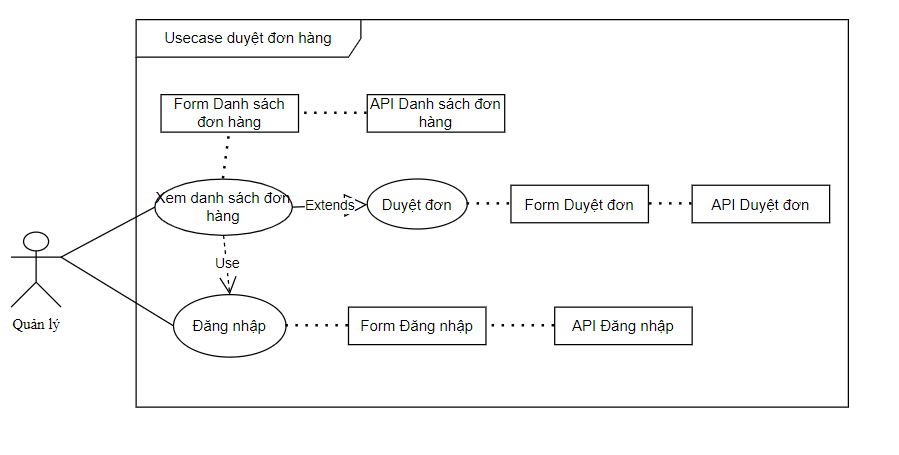 Usecase duyệt đơn hàng
Form Danh sách
đơn hàng
API Danh sách đơn
hàng
Xem danh sách đơn
hàng
Extends
Duyệt đơn
Form Duyệt đơn
API Duyệt đơn
Use
Quản lý
Đăng nhập
Form Đăng nhập
API Đăng nhập